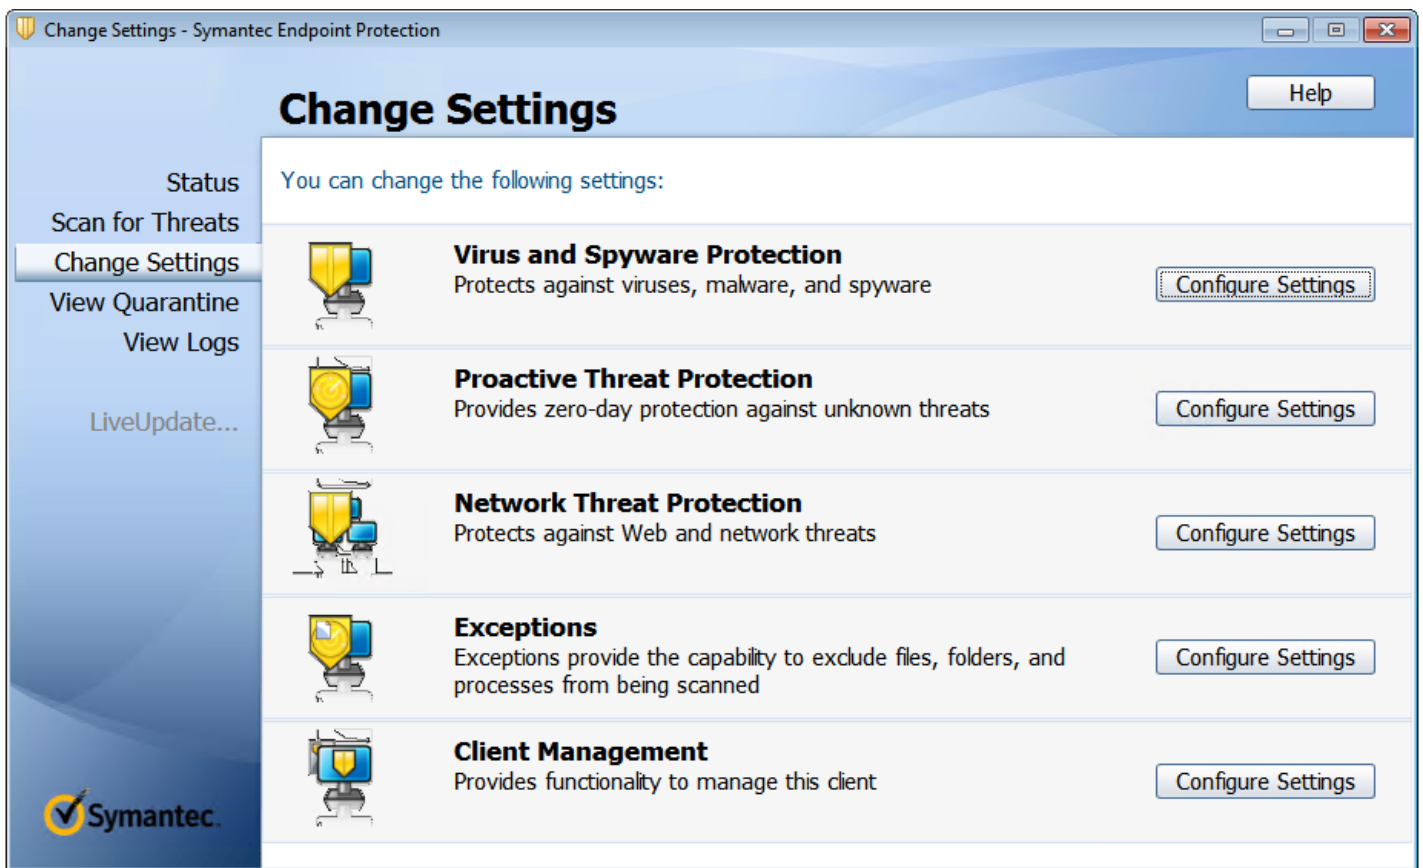 Change Settings - Symantec Endpoint Protection
Change Settings
Help
Status
Scan for Threats
Change Settings
View Quarantine
View Logs
LiveUpdate...
You can change the following settings:
Virus and Spyware Protection
Protects against viruses, malware, and spyware
Configure Settings
Proactive Threat Protection
Provides zero-day protection against unknown threats
Configure Settings
Network Threat Protection
Protects against Web and network threats
Configure Settings
Exceptions
Exceptions provide the capability to exclude files, folders, and
processes from being scanned
Configure Settings
Client Management
Provides functionality to manage this client
Configure Settings
Symantec.